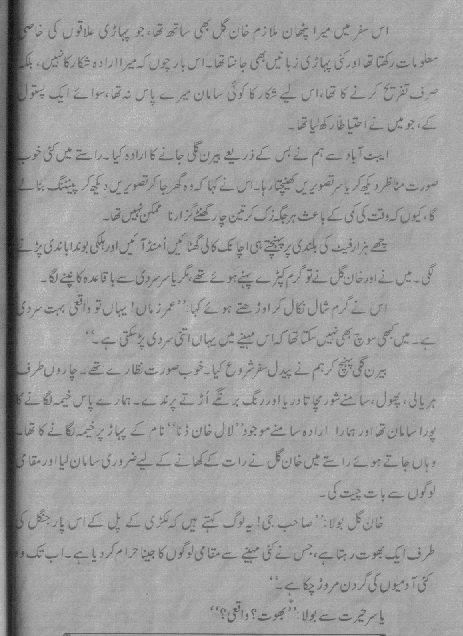 اس سفر میں میرا پٹھان ملازم خان گل بھی ساتھ تھا، جو پہاڑی علاقوں کی خاصی
معلومات رکھتا تھا اور کئی پہاڑی زبانیں بھی جانتا تھا۔ اس بار چوں کہ میرا ارادہ شکار کا نہیں، بلکہ
صرف تفریح کرنے کا تھا، اس لیے شکار کا کوئی سامان میرے پاس نہ تھا، سوائے ایک پستول
کے، جو میں نے احتیاطاً رکھ لیا تھا۔
ایبٹ آباد سے ہم نے بس کے ذریعے بیرن گلی جانے کا ارادہ کیا۔ راستے میں کئی خوب
صورت مناظر دیکھ کر یاسر تصویریں کھینچتا رہا۔ اس نے کہا کہ وہ گھر جا کر تصویریں دیکھ کر پینٹنگ بنالے
گا، کیوں کہ وقت کی کمی کے باعث ہر جگہ رُک کر تین چار گھنٹے گزارنا ممکن نہیں تھا۔
چھے ہزار فیٹ کی بلندی پر پہنچتے ہی اچانک کالی گھٹائیں اُمنڈ آئیں اور ہلکی بوندا باندی پڑنے
لگی۔ میں نے اور خان گل نے تو گرم کپڑے پہنے ہوئے تھے، مگر یاسر سردی سے باقاعدہ کانپنے لگا۔
اس نے گرم شال نکال کر اوڑھتے ہوئے کہا: ’’عمر زماں! یہاں تو واقعی بہت سردی
ہے۔ میں کبھی سوچ بھی نہیں سکتا تھا کہ اس مہینے میں یہاں اتنی سردی پڑ سکتی ہے۔‘‘
بیرن گلی پہنچ کر ہم نے پیدل سفر شروع کیا۔ خوب صورت نظارے تھے۔ چاروں طرف
ہریالی، پھول، سامنے شور مچاتا دریا اور رنگ برنگے اُڑتے پرندے۔ ہمارے پاس خیمہ لگانے کا
پورا سامان تھا اور ہمارا ارادہ سامنے موجود ’’لال خان ڈنا‘‘ نام کے پہاڑ پر خیمہ لگانے کا تھا۔
وہاں جاتے ہوئے راستے میں خان گل نے رات کے کھانے کے لیے ضروری سامان لیا اور مقامی
لوگوں سے بات چیت کی۔
خان گل بولا: ’’صاحب جی! یہ لوگ کہتے ہیں کہ لکڑی کے پل کے اس پار جنگل کی
طرف ایک بھوت رہتا ہے، جس نے کئی مہینے سے مقامی لوگوں کا جینا حرام کر دیا ہے۔ اب تک وہ
کئی آدمیوں کی گردن مروڑ چکا ہے۔‘‘
یاسر حیرت سے بولا: ’’بھوت؟ واقعی؟‘‘